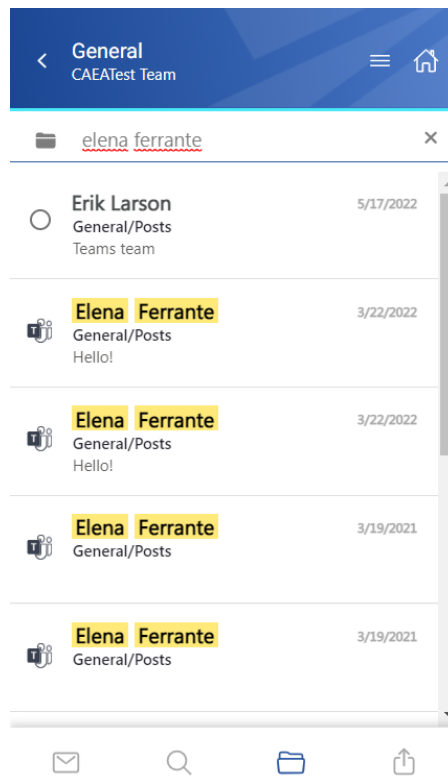 General
CAEATest Team
elena ferrante
Erik Larson
5/17/2022
General/Posts
Teams team
Elena Ferrante
3/22/2022
General/Posts
Hello!
Elena Ferrante
3/22/2022
General/Posts
Hello!
Elena Ferrante
3/19/2021
General/Posts
Elena Ferrante
3/19/2021
General/Posts